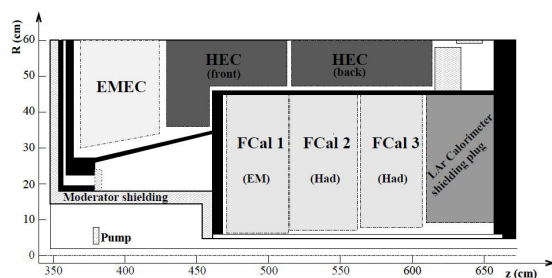 R (cm)
60
50
40
30
20
10
0
EMEC
HEC
(front)
HEC
(back)
FCal 1
(EM)
FCal 2
(Had)
FCal 3
(Had)
LAr Calorimeter
shielding plug
Moderator shielding
Pump
350
400
450
500
550
600
650
z (cm)